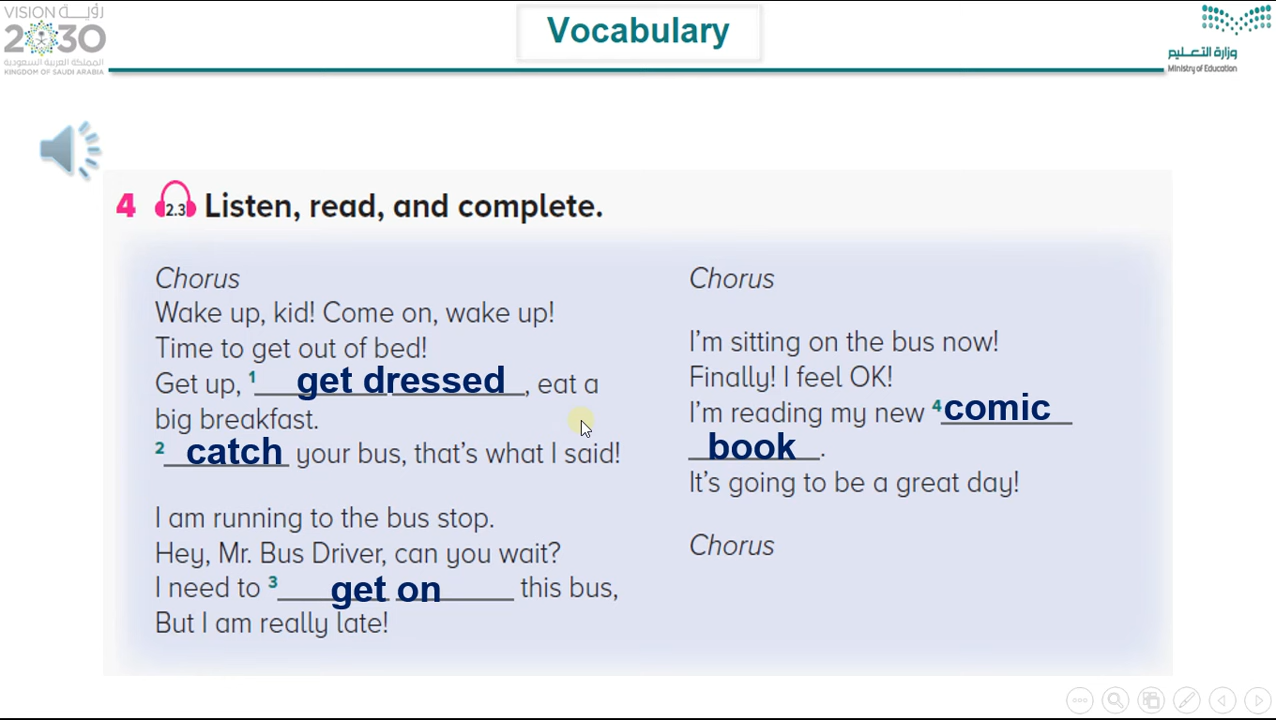 VISION رؤية
2030
المملكة العربية السعودية
KINGDOM OF SAUDI ARABIA
Vocabulary
وزارة التعليم
Ministry of Education
4 2.3 Listen, read, and complete.
Chorus
Wake up, kid! Come on, wake up!
Time to get out of bed!
Get up, 1 get dressed, eat a
big breakfast.
2 catch your bus, that's what I said!
I am running to the bus stop.
Hey, Mr. Bus Driver, can you wait?
I need to 3 get on this bus,
But I am really late!
Chorus
I'm sitting on the bus now!
Finally! I feel OK!
I'm reading my new 4 comic
book.
It's going to be a great day!
Chorus